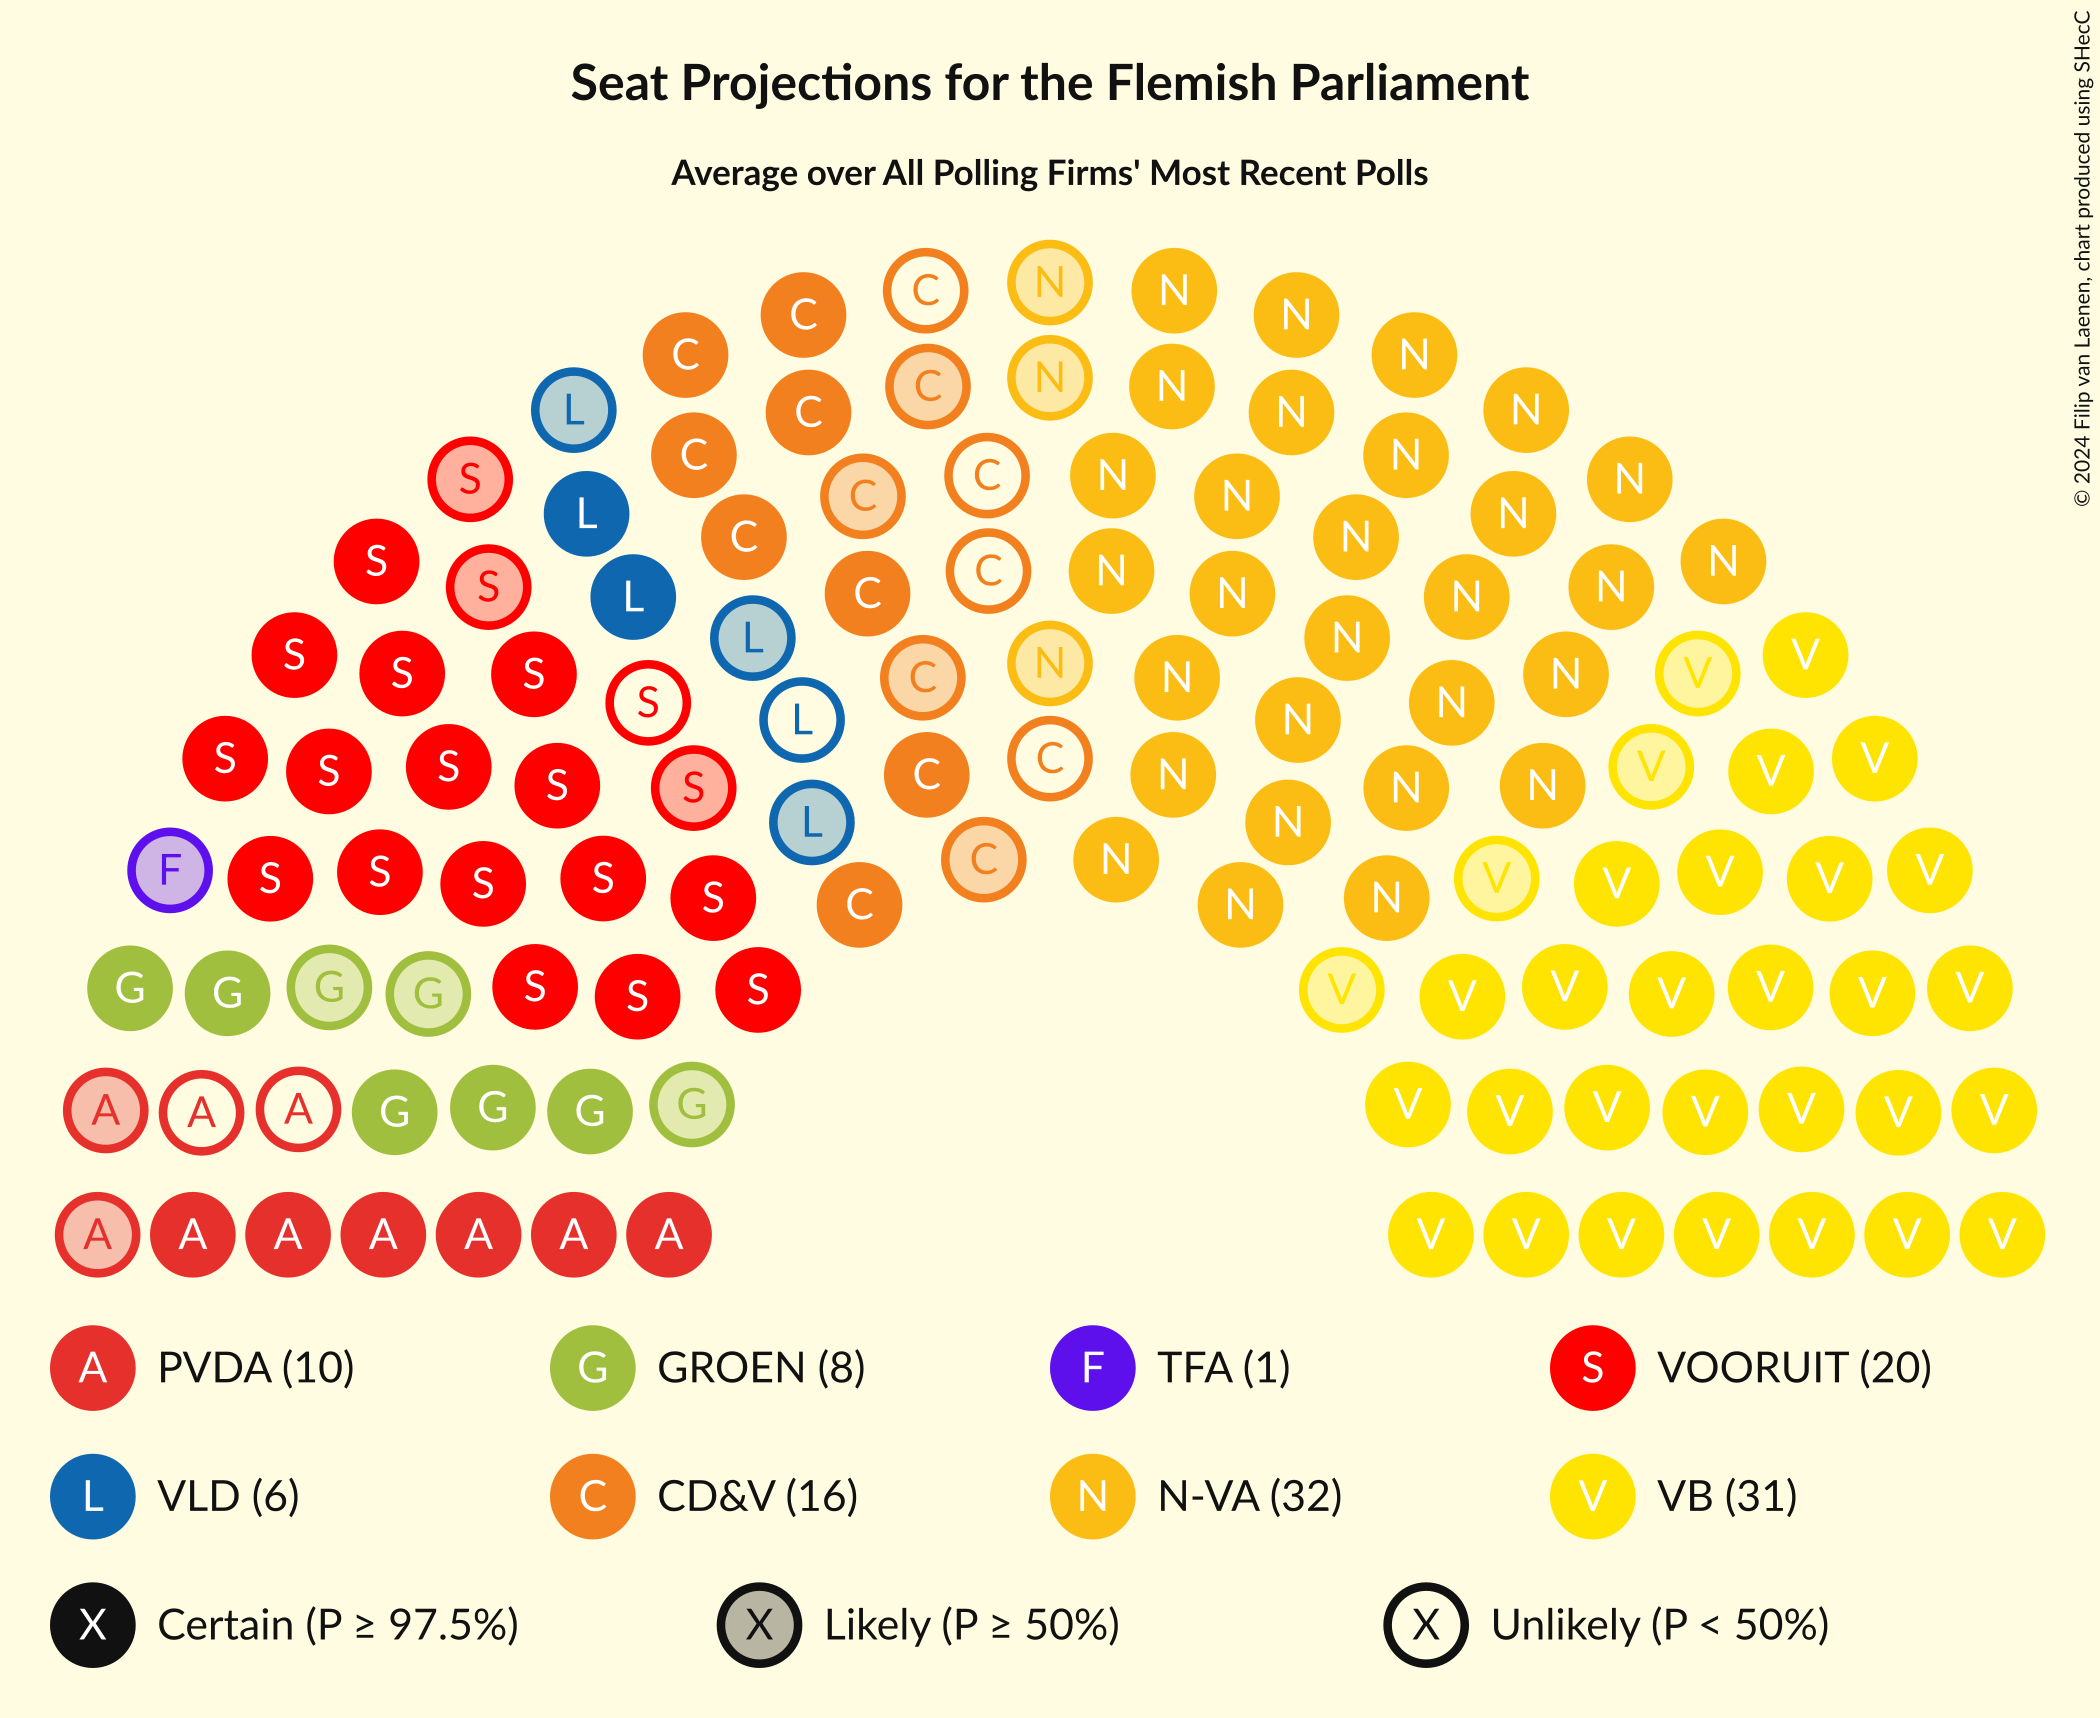 Seat Projections for the Flemish Parliament
Average over All Polling Firms' Most Recent Polls
© 2024 Filip van Laenen, chart produced using SHecC
N
C N
C N
C N
C N N
C C N
L C N N
C N
C N
C N
S C N N
C N
L N
C N
S N
C N
S L N
L N
S V V
S S N
L C N
S N
L N
S S V N
C N V
S S S C N V
S N
L N
F S V
S S V V
S S V V
S C N V
C N
G G G G S S S V V V V V V V
A A A G G G G V V V V V V V
A A A A A A A V V V V V V V
A PVDA (10) G GROEN (8) F TFA (1) S VOORUIT (20)
L VLD (6) C CD&V (16) N N-VA (32) V VB (31)
X Certain (P ≥ 97.5%) X Likely (P ≥ 50%) X Unlikely (P < 50%)